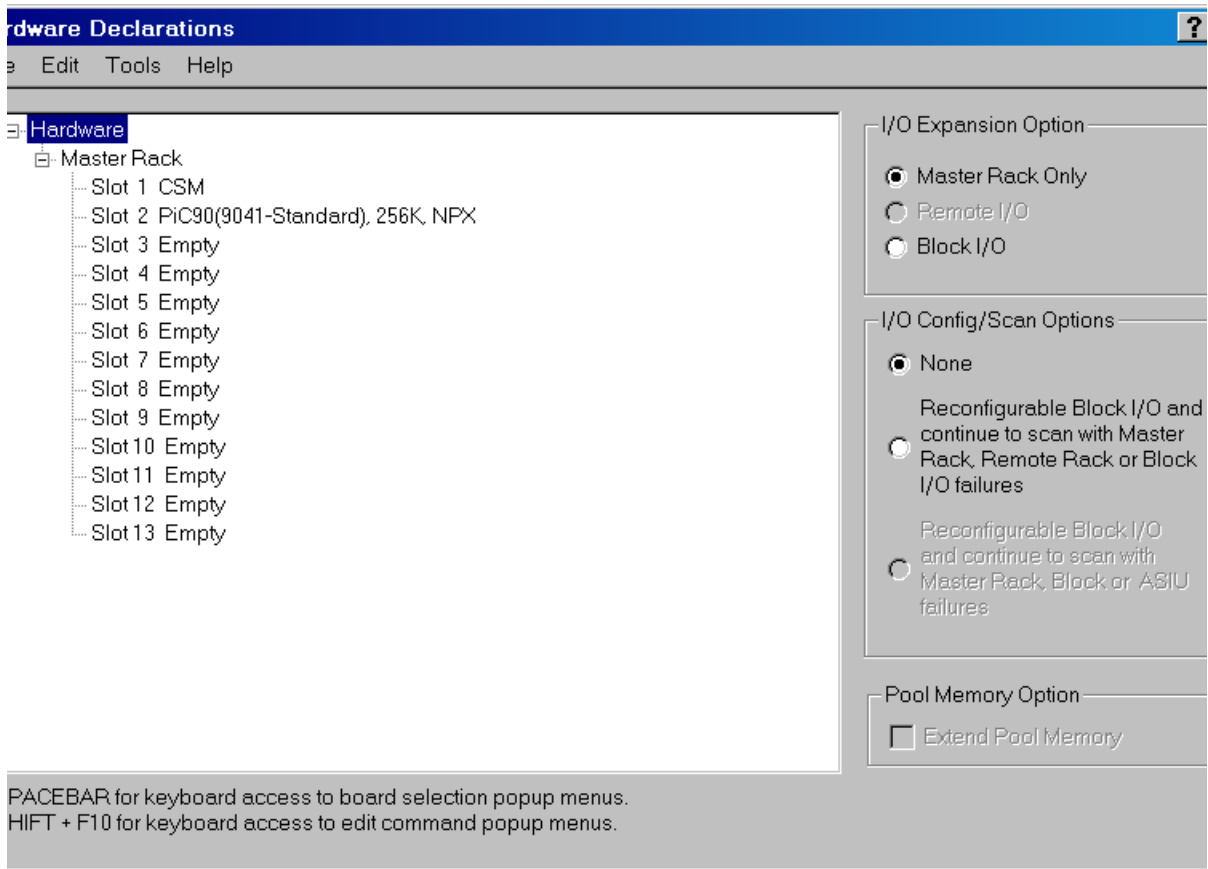 rdware Declarations
?
e Edit Tools Help
Hardware
Master Rack
Slot 1 CSM
Slot 2 PiC90(9041-Standard), 256K, NPX
Slot 3 Empty
Slot 4 Empty
Slot 5 Empty
Slot 6 Empty
Slot 7 Empty
Slot 8 Empty
Slot 9 Empty
Slot 10 Empty
Slot 11 Empty
Slot 12 Empty
Slot 13 Empty
I/O Expansion Option
Master Rack Only
Remote I/O
Block I/O
I/O Config/Scan Options
None
Reconfigurable Block I/O and
continue to scan with Master
Rack, Remote Rack or Block
I/O failures
Reconfigurable Block I/O
and continue to scan with
Master Rack, Block or ASIU
failures
Pool Memory Option
Extend Pool Memory
PACEBAR for keyboard access to board selection popup menus.
HIFT + F10 for keyboard access to edit command popup menus.